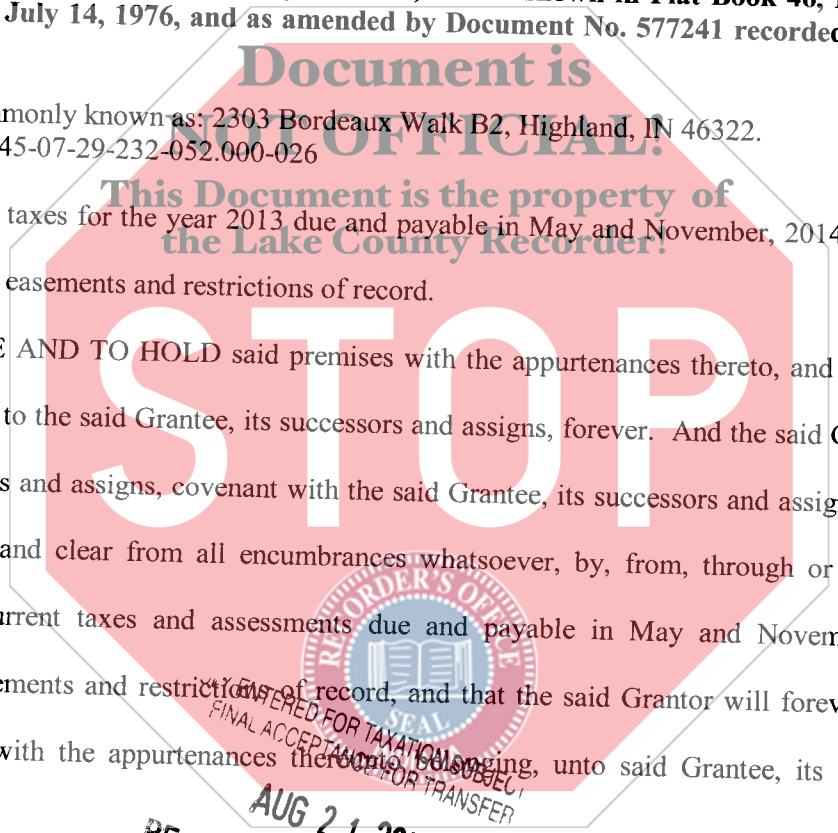 July 14, 1976, and as amended by Document No. 577241 recorded
Document is
monly known as: 2303 Bordeaux Walk B2, Highland, IN 46322.
NOT OFFICIAL!
45-07-29-232-052.000-026
This Document is the property of
taxes for the year 2013 due and payable in May and November, 2014
the Lake County Recorder!
easements and restrictions of record.
E AND TO HOLD said premises with the appurtenances thereto, and
STOP
to the said Grantee, its successors and assigns, forever. And the said
s and assigns, covenant with the said Grantee, its successors and assig
and clear from all encumbrances whatsoever, by, from, through or
RECORDER'S OFFICE
urrent taxes and assessments due and payable in May and Novem
ements and restrictions of record, and that the said Grantor will forev
SEAL
ENTERED FOR TAXATION SUBJECT
FINAL ACCEPTANCE FOR TRANSFER
with the appurtenances thereunto belonging, unto said Grantee, its
AUG 21